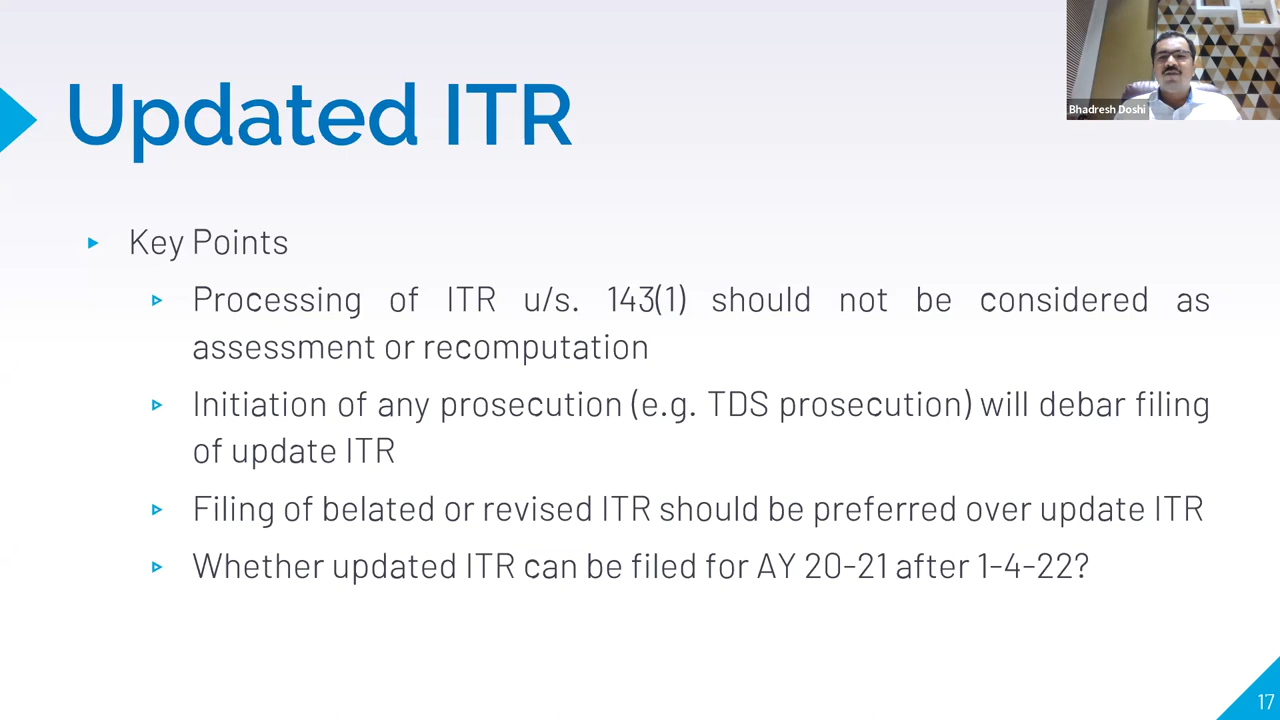 Bhadresh Doshi
Updated ITR
Key Points
Processing of ITR u/s. 143(1) should not be considered as
assessment or recomputation
Initiation of any prosecution (e.g. TDS prosecution) will debar filing
of update ITR
Filing of belated or revised ITR should be preferred over update ITR
Whether updated ITR can be filed for AY 20-21 after 1-4-22?
17